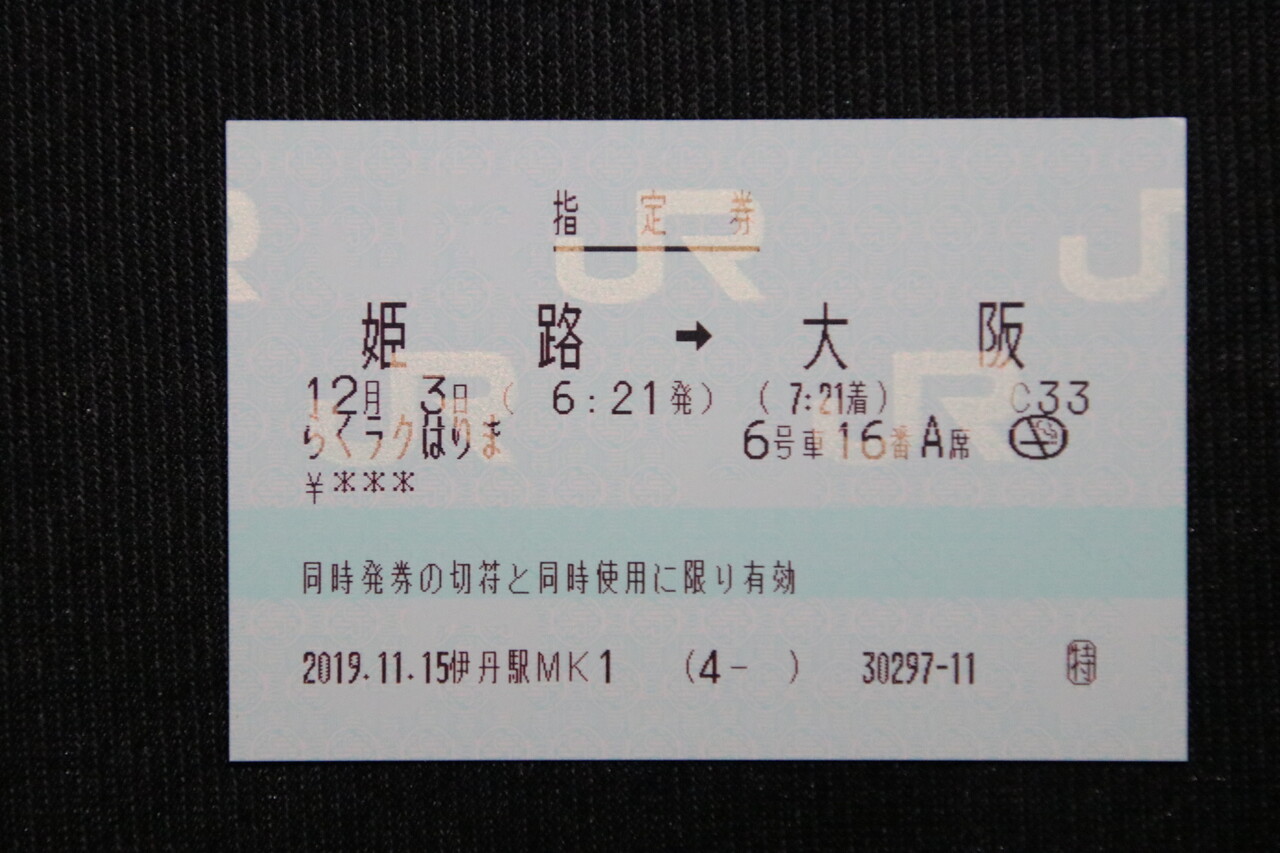 指定券
姫路➡大阪
12月 3日 ( 6:21発) ( 7:21着) C33
らくラクはりま 6号車16番A席
¥***
同時発券の切符と同時使用に限り有効
2019.11.15伊丹駅MK1 (4- ) 30297-11 特
JR